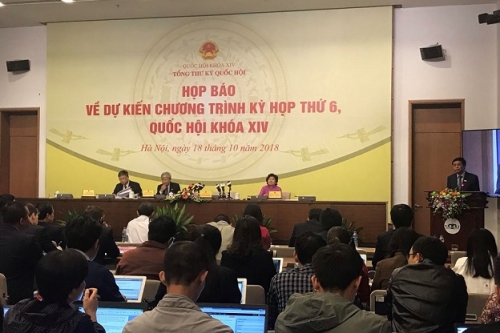 QUỐC HỘI KHÓA XIV
TỔNG THƯ KÝ QUỐC HỘI
HỌP BÁO
VỀ DỰ KIẾN CHƯƠNG TRÌNH KỲ HỌP THỨ 6,
QUỐC HỘI KHÓA XIV
Hà Nội, ngày 18 tháng 10 năm 2018